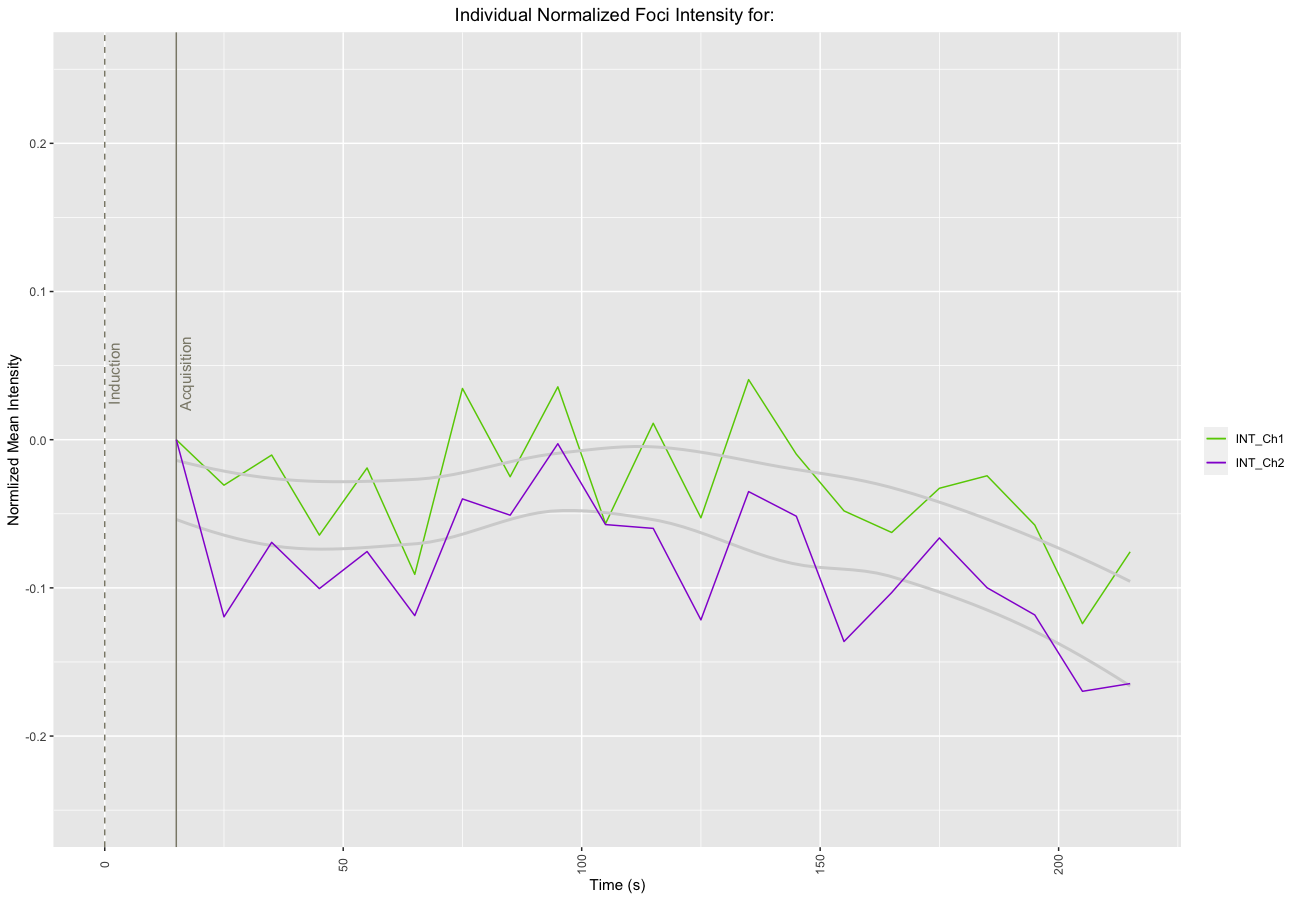 Individual Normalized Foci Intensity for:
Normlized Mean Intensity
0.2
0.1
0.0
-0.1
-0.2
Induction
Acquisition
INT_Ch1
INT_Ch2
0
50
100
150
200
Time (s)